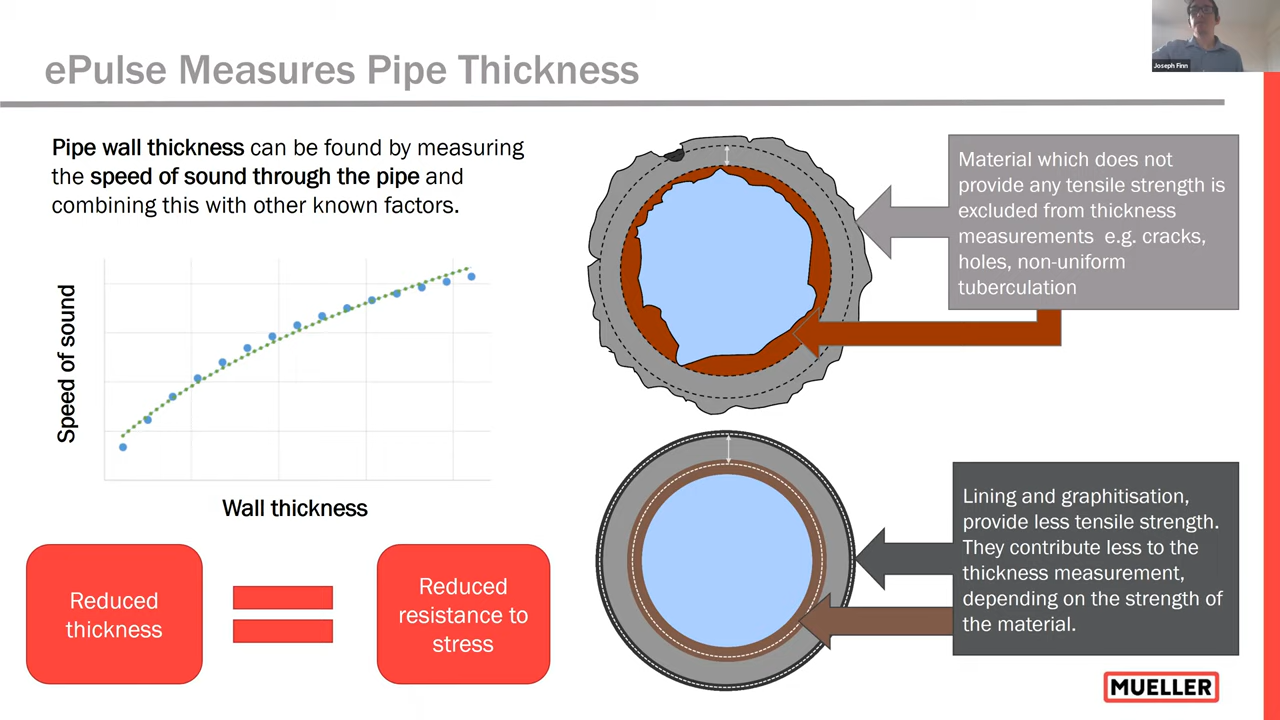 ePulse Measures Pipe Thickness
Joseph Finn
Pipe wall thickness can be found by measuring
the speed of sound through the pipe and
combining this with other known factors.
Speed of sound
Wall thickness
Reduced
thickness
Reduced
resistance to
stress
Material which does not
provide any tensile strength is
excluded from thickness
measurements e.g. cracks,
holes, non-uniform
tuberculation
Lining and graphitisation,
provide less tensile strength.
They contribute less to the
thickness measurement,
depending on the strength of
the material.
MUELLER